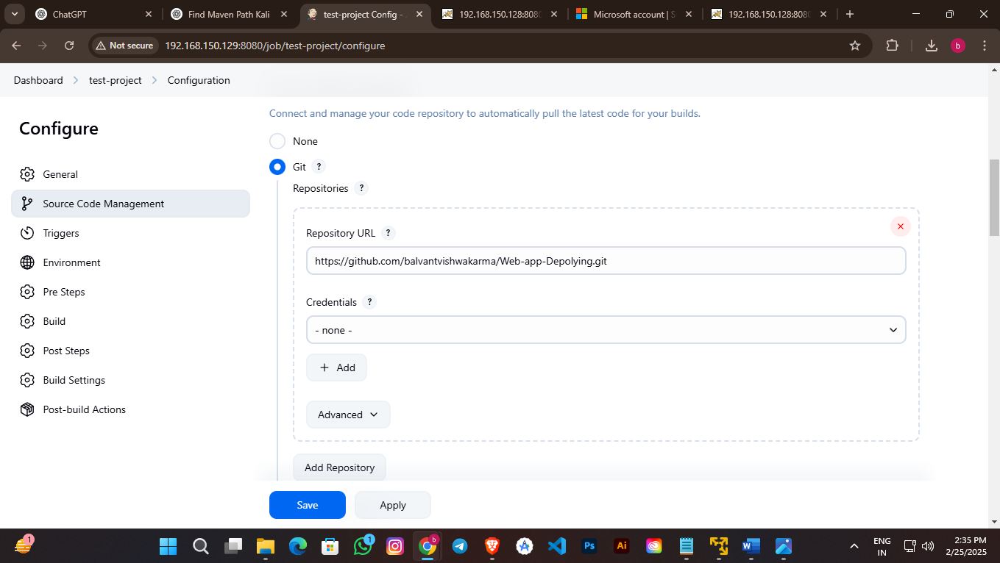 ChatGPT
Find Maven Path Kali
test-project Config -
192.168.150.128:808
Microsoft account | S
192.168.150.128:808
Not secure
192.168.150.129:8080/job/test-project/configure
b
Dashboard
test-project
Configuration
Configure
General
Source Code Management
Triggers
Environment
Pre Steps
Build
Post Steps
Build Settings
Post-build Actions
Connect and manage your code repository to automatically pull the latest code for your builds.
None
Git ?
Repositories ?
Repository URL ?
https://github.com/balvantvishwakarma/Web-app-Depolying.git
Credentials ?
- none -
+ Add
Advanced
Add Repository
Save
Apply
1
1
b
Ps
Ai
W
ENG
IN
2:35 PM
2/25/2025